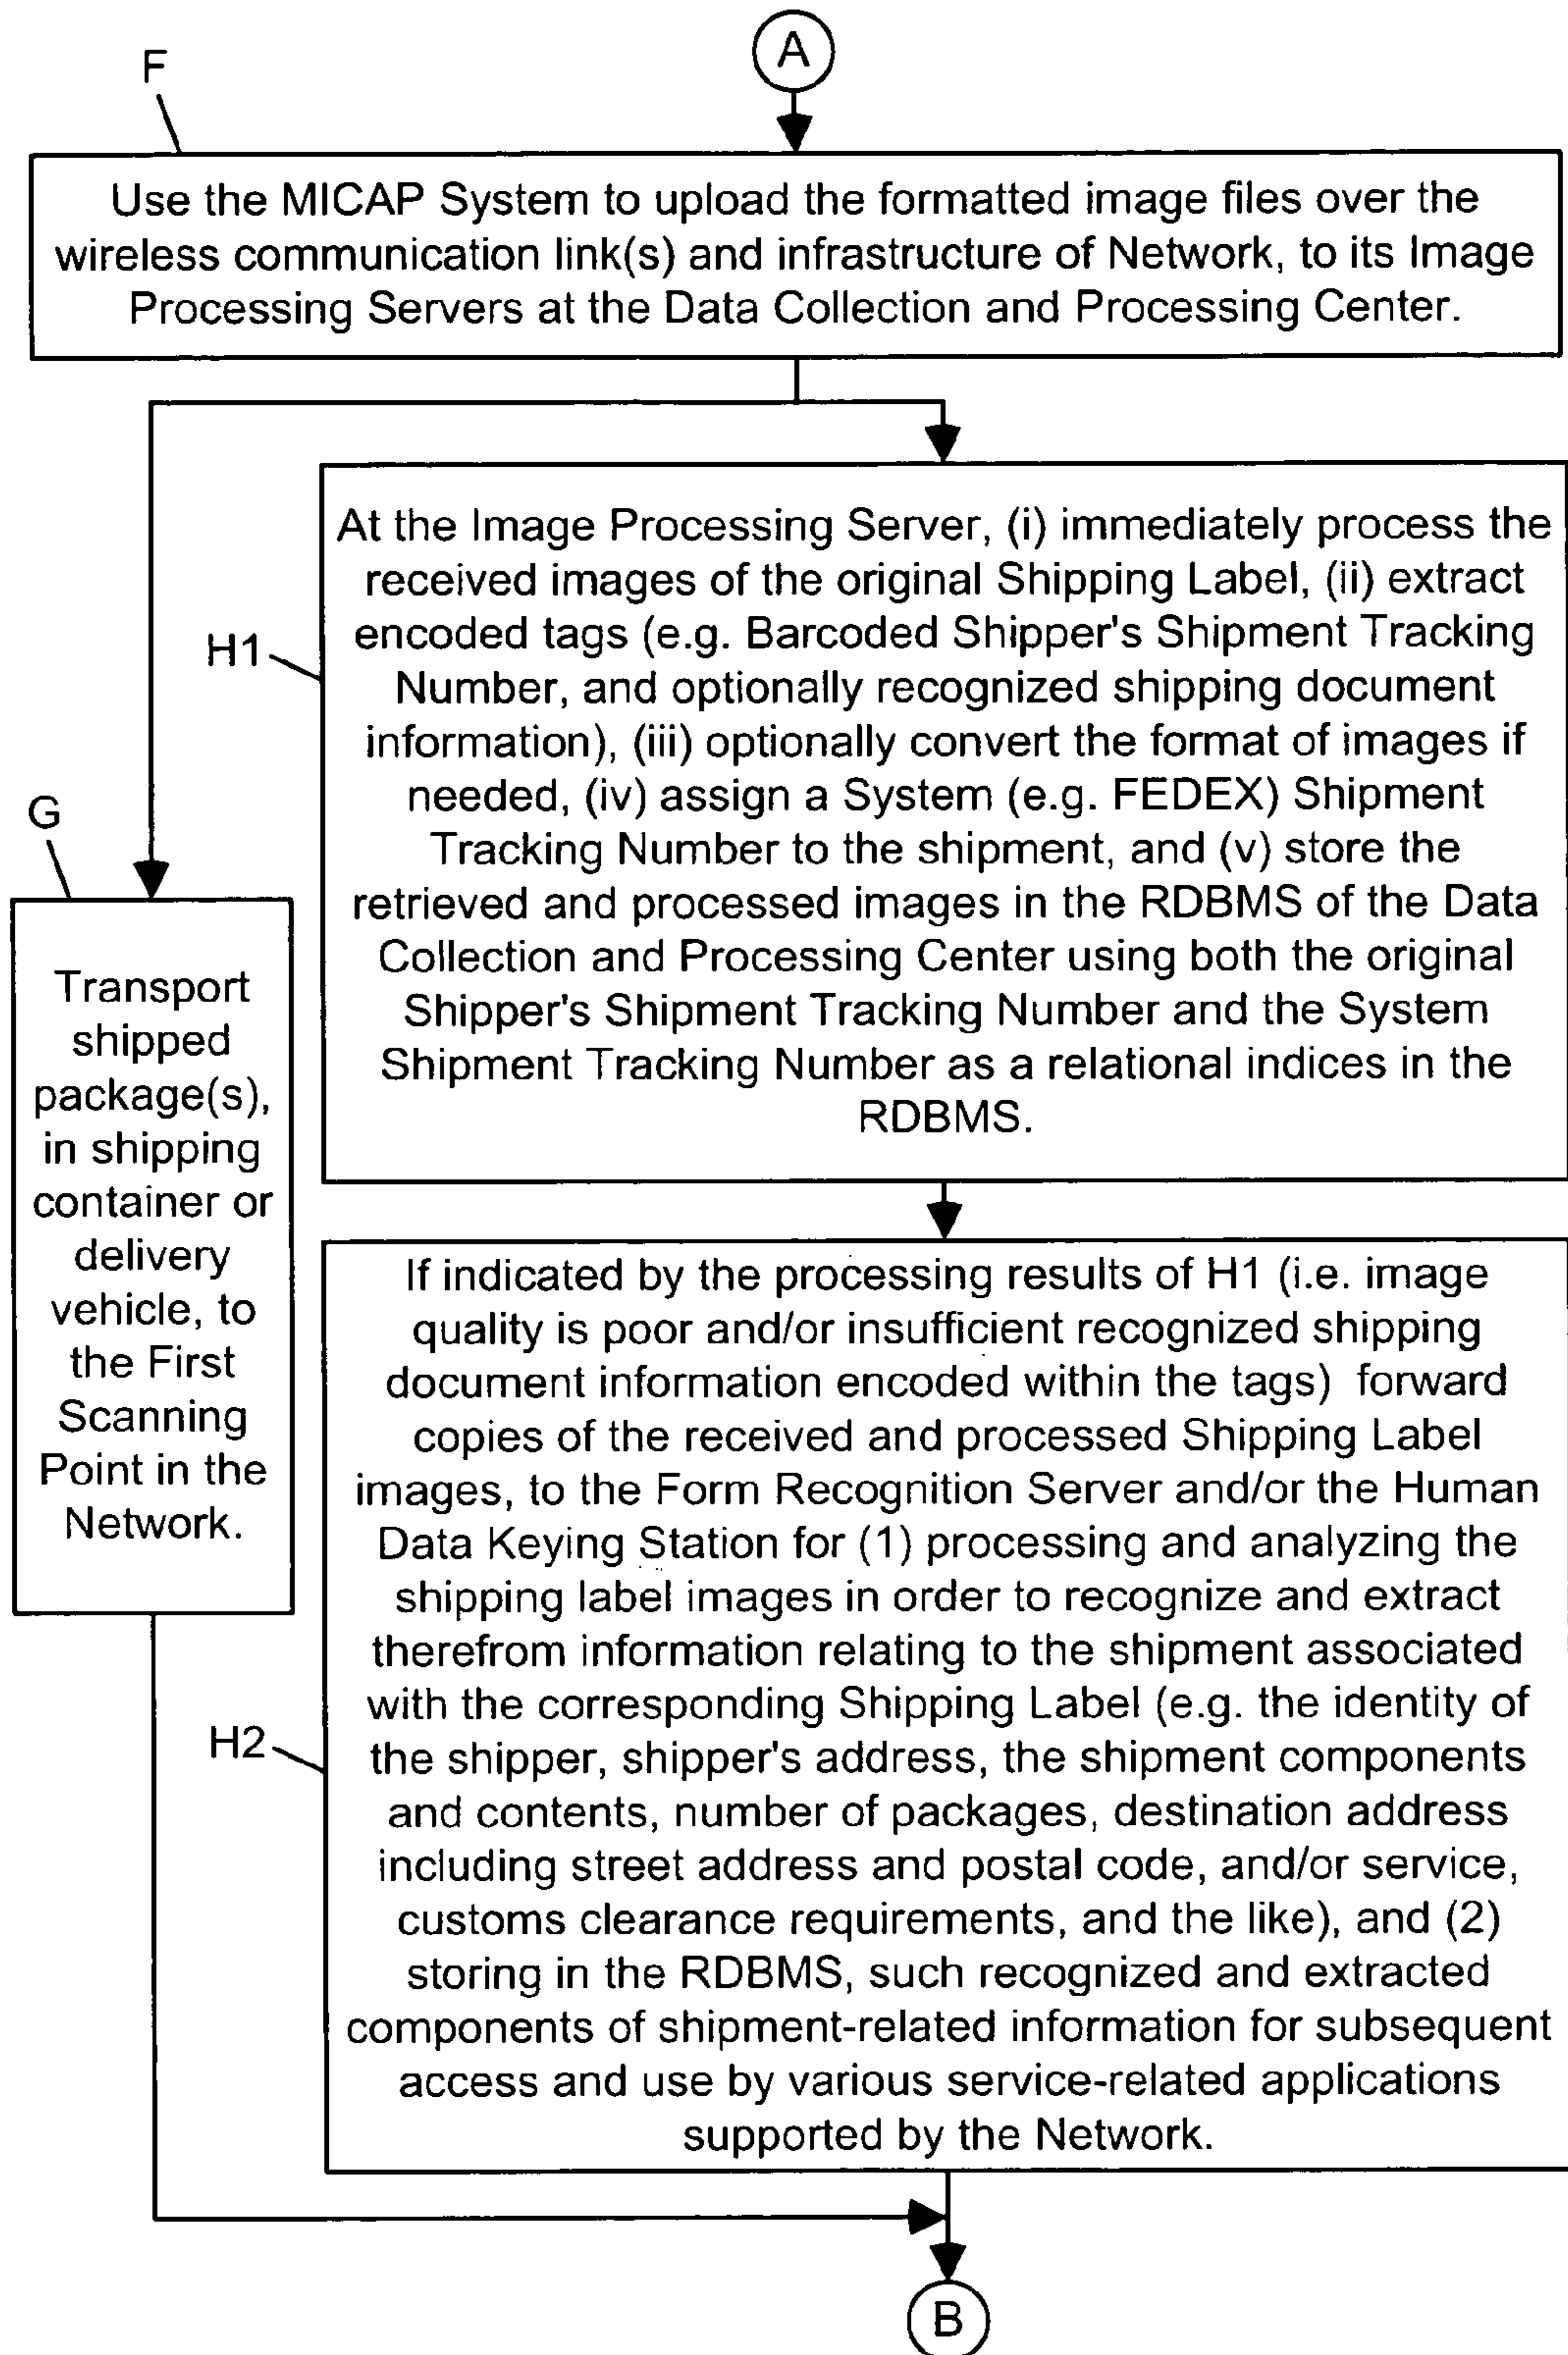 A
F
Use the MICAP System to upload the formatted image files over the
wireless communication link(s) and infrastructure of Network, to its Image
Processing Servers at the Data Collection and Processing Center.
H1
At the Image Processing Server, (i) immediately process the
received images of the original Shipping Label, (ii) extract
encoded tags (e.g. Barcoded Shipper's Shipment Tracking
Number, and optionally recognized shipping document
information), (iii) optionally convert the format of images if
needed, (iv) assign a System (e.g. FEDEX) Shipment
Tracking Number to the shipment, and (v) store the
retrieved and processed images in the RDBMS of the Data
Collection and Processing Center using both the original
Shipper's Shipment Tracking Number and the System
Shipment Tracking Number as a relational indices in the
RDBMS.
G
Transport
shipped
package(s),
in shipping
container or
delivery
vehicle, to
the First
Scanning
Point in the
Network.
H2
If indicated by the processing results of H1 (i.e. image
quality is poor and/or insufficient recognized shipping
document information encoded within the tags) forward
copies of the received and processed Shipping Label
images, to the Form Recognition Server and/or the Human
Data Keying Station for (1) processing and analyzing the
shipping label images in order to recognize and extract
therefrom information relating to the shipment associated
with the corresponding Shipping Label (e.g. the identity of
the shipper, shipper's address, the shipment components
and contents, number of packages, destination address
including street address and postal code, and/or service,
customs clearance requirements, and the like), and (2)
storing in the RDBMS, such recognized and extracted
components of shipment-related information for subsequent
access and use by various service-related applications
supported by the Network.
B